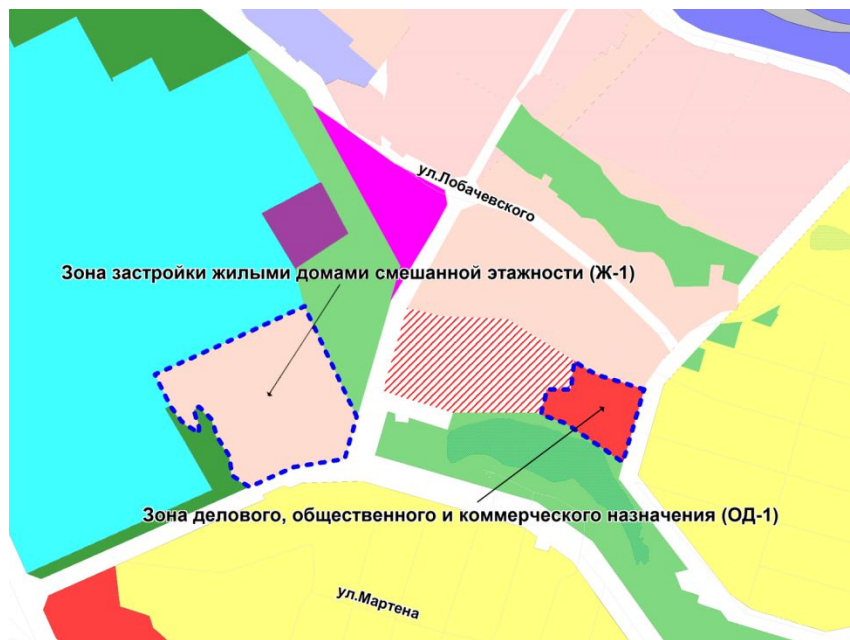 ул.Лобачевского
Зона застройки жилыми домами смешанной этажности (Ж-1)
Зона делового, общественного и коммерческого назначения (ОД-1)
ул.Мартена